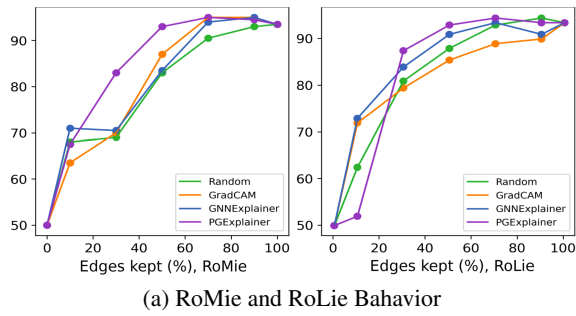 90
80
70
60
50
0 20 40 60 80 100
Edges kept (%), RoMie
Random
GradCAM
GNNExplainer
PGExplainer
90
80
70
60
50
0 20 40 60 80 100
Edges kept (%), RoLie
Random
GradCAM
GNNExplainer
PGExplainer
(a) RoMie and RoLie Bahavior